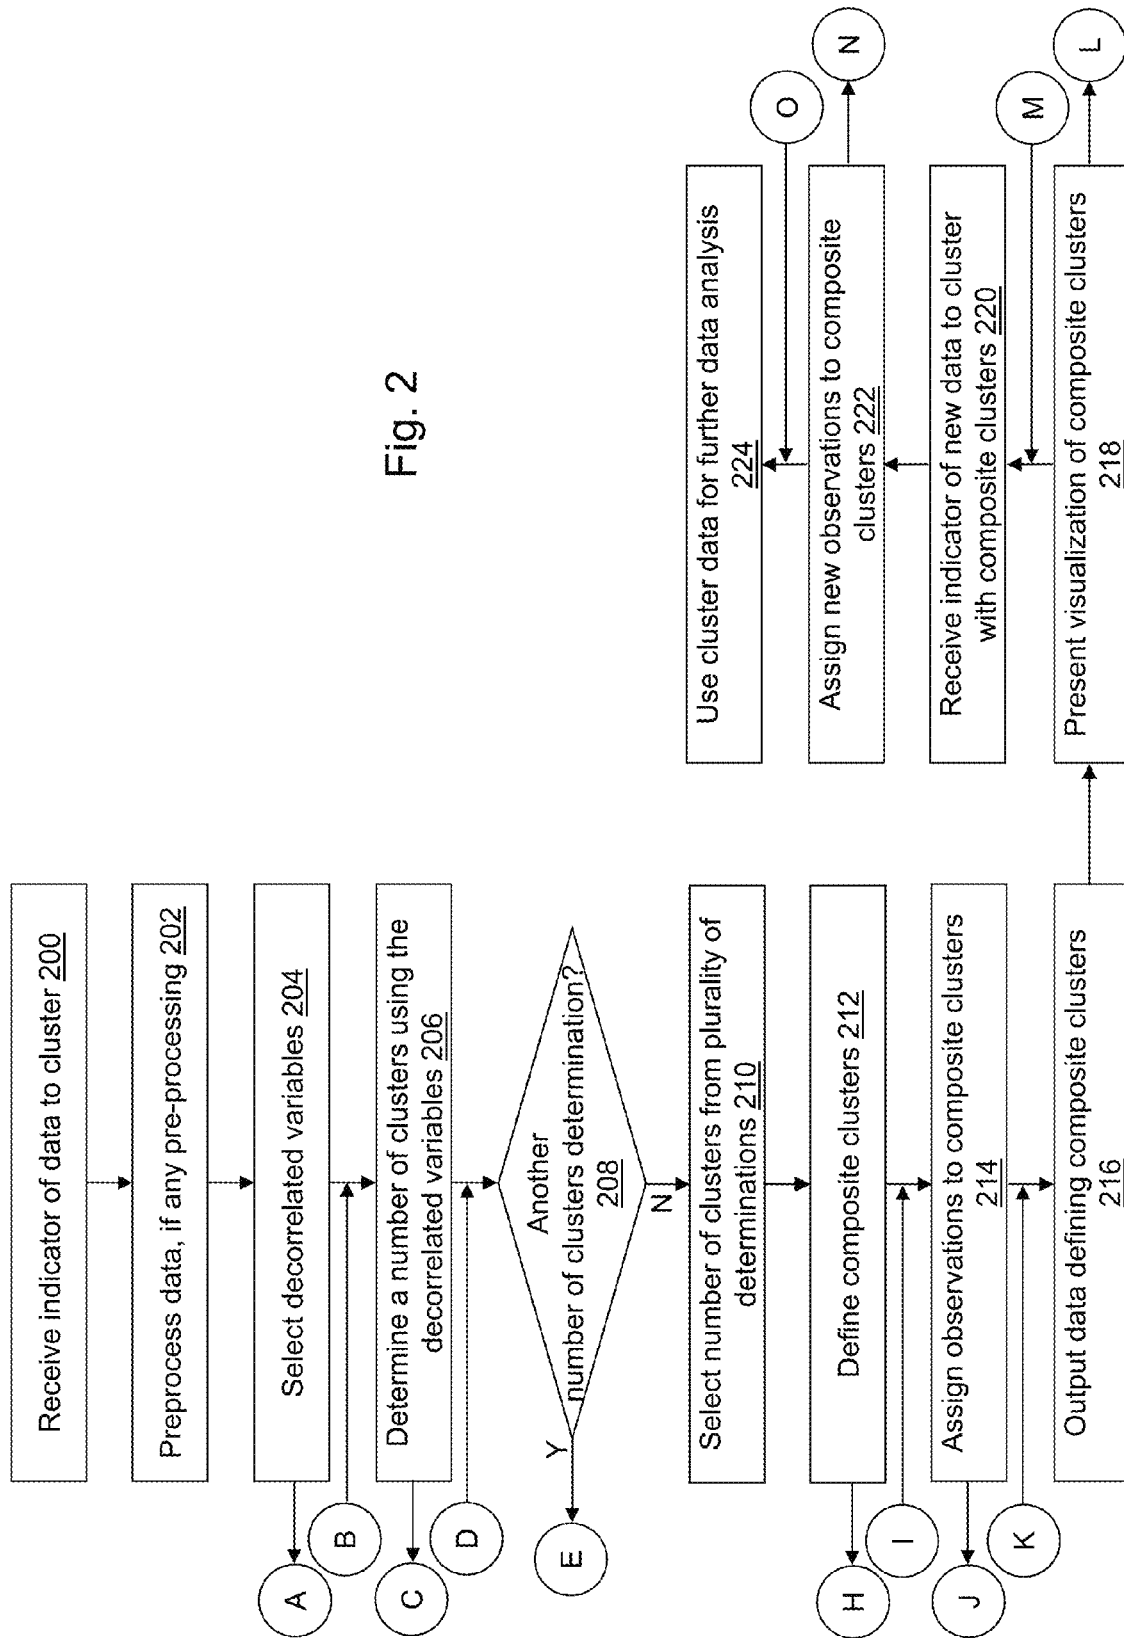 Receive indicator of data to cluster 200
Preprocess data, if any pre-processing 202
Select decorrelated variables 204
A
B
Determine a number of clusters using the
decorrelated variables 206
C
D
Another
number of clusters determination?
208
Y
E
N
Select number of clusters from plurality of
determinations 210
Define composite clusters 212
H
I
Assign observations to composite clusters
214
J
K
Output data defining composite clusters
216
Fig. 2
Use cluster data for further data analysis
224
O
Assign new observations to composite
clusters 222
N
Receive indicator of new data to cluster
with composite clusters 220
M
Present visualization of composite clusters
218
L